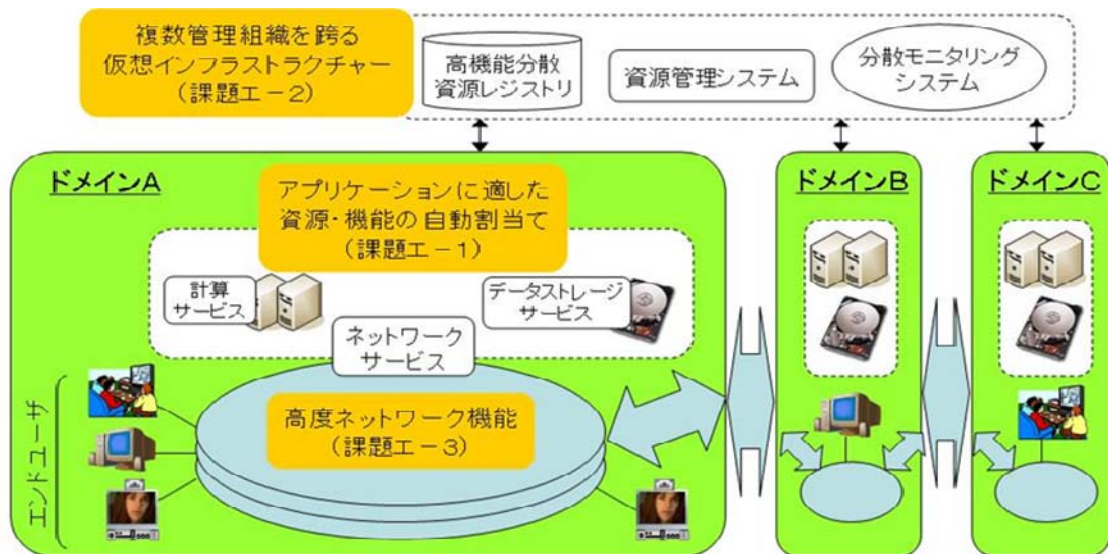 複数管理組織を跨る
仮想インフラストラクチャー
(課題エ－2)
高機能分散
資源レジストリ
資源管理システム
分散モニタリング
システム
ドメインA
アプリケーションに適した
資源・機能の自動割当て
(課題エ－1)
計算
サービス
データストレージ
サービス
ネットワーク
サービス
高度ネットワーク機能
(課題エ－3)
エンドユーザ
ドメインB
ドメインC